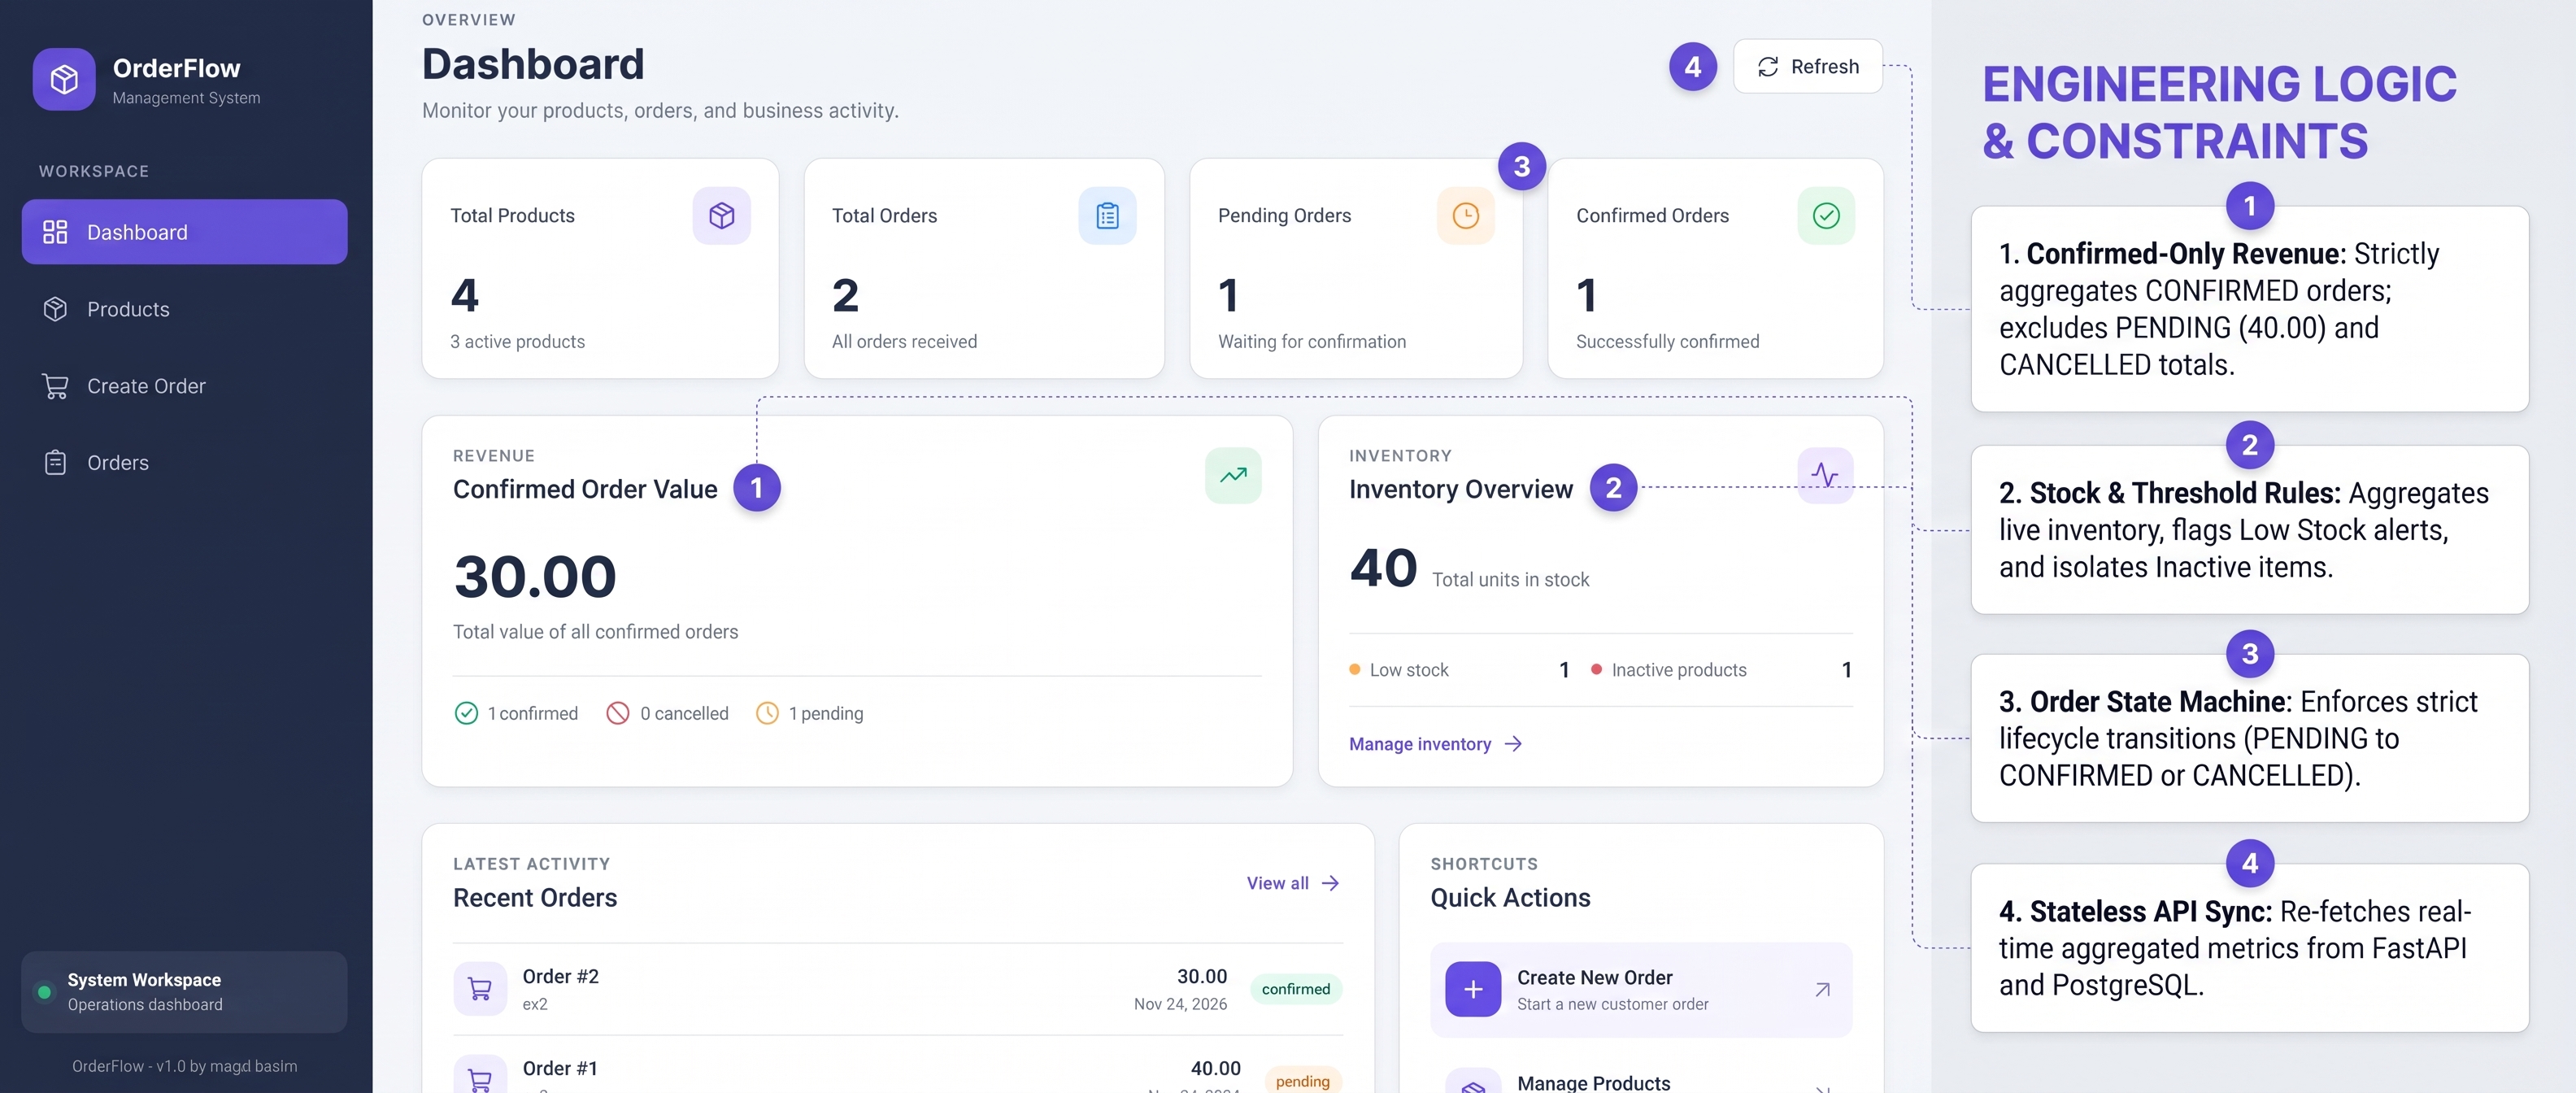 OrderFlow
Management System
WORKSPACE
Dashboard
Products
Create Order
Orders
System Workspace
Operations dashboard
OrderFlow - v1.0 by magd basim
OVERVIEW
Dashboard
Monitor your products, orders, and business activity.
4
Refresh
Total Products
4
3 active products
Total Orders
2
All orders received
Pending Orders
1
Waiting for confirmation
3
Confirmed Orders
1
Successfully confirmed
REVENUE
Confirmed Order Value
1
30.00
Total value of all confirmed orders
1 confirmed
0 cancelled
1 pending
INVENTORY
Inventory Overview
2
40 Total units in stock
Low stock 1
Inactive products 1
Manage inventory
LATEST ACTIVITY
Recent Orders
View all
Order #2
ex2
30.00
Nov 24, 2026
confirmed
Order #1
40.00
pending
SHORTCUTS
Quick Actions
Create New Order
Start a new customer order
Manage Products
ENGINEERING LOGIC
& CONSTRAINTS
1
1. Confirmed-Only Revenue: Strictly
aggregates CONFIRMED orders;
excludes PENDING (40.00) and
CANCELLED totals.
2
2. Stock & Threshold Rules: Aggregates
live inventory, flags Low Stock alerts,
and isolates Inactive items.
3
3. Order State Machine: Enforces strict
lifecycle transitions (PENDING to
CONFIRMED or CANCELLED).
4
4. Stateless API Sync: Re-fetches real-
time aggregated metrics from FastAPI
and PostgreSQL.